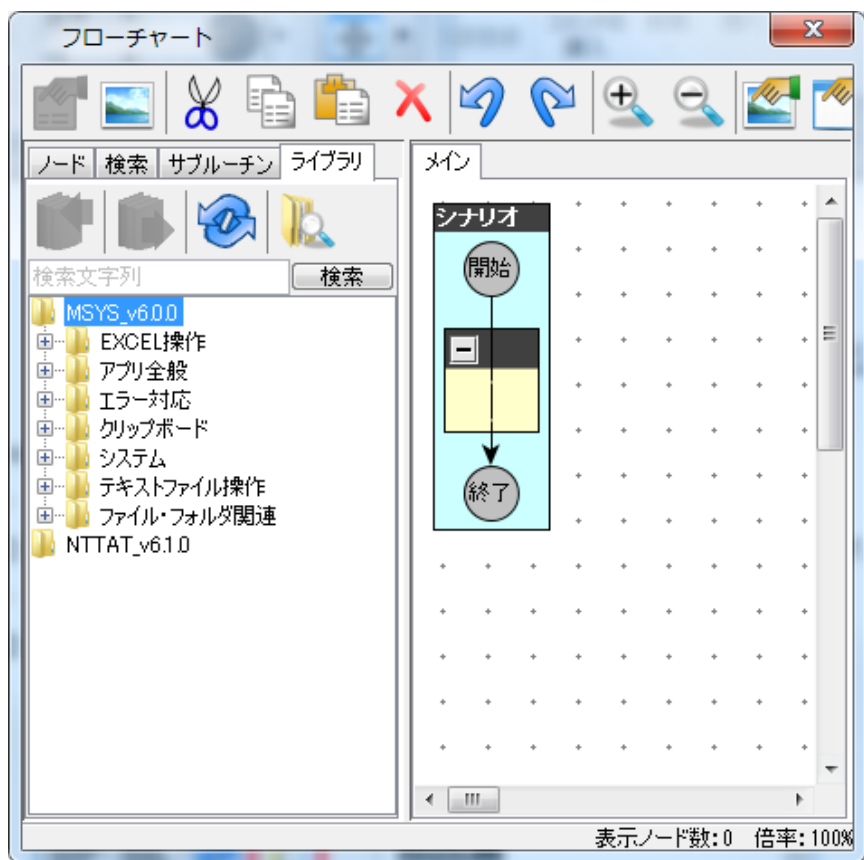 フローチャート
ノード 検索 サブルーチン ライブラリ
検索文字列 検索
MSYS_v6.0.0
EXCEL操作
アプリ全般
エラー対応
クリップボード
システム
テキストファイル操作
ファイル・フォルダ関連
NTTAT_v6.1.0
メイン
シナリオ
開始
終了
表示ノード数:0 倍率:100%